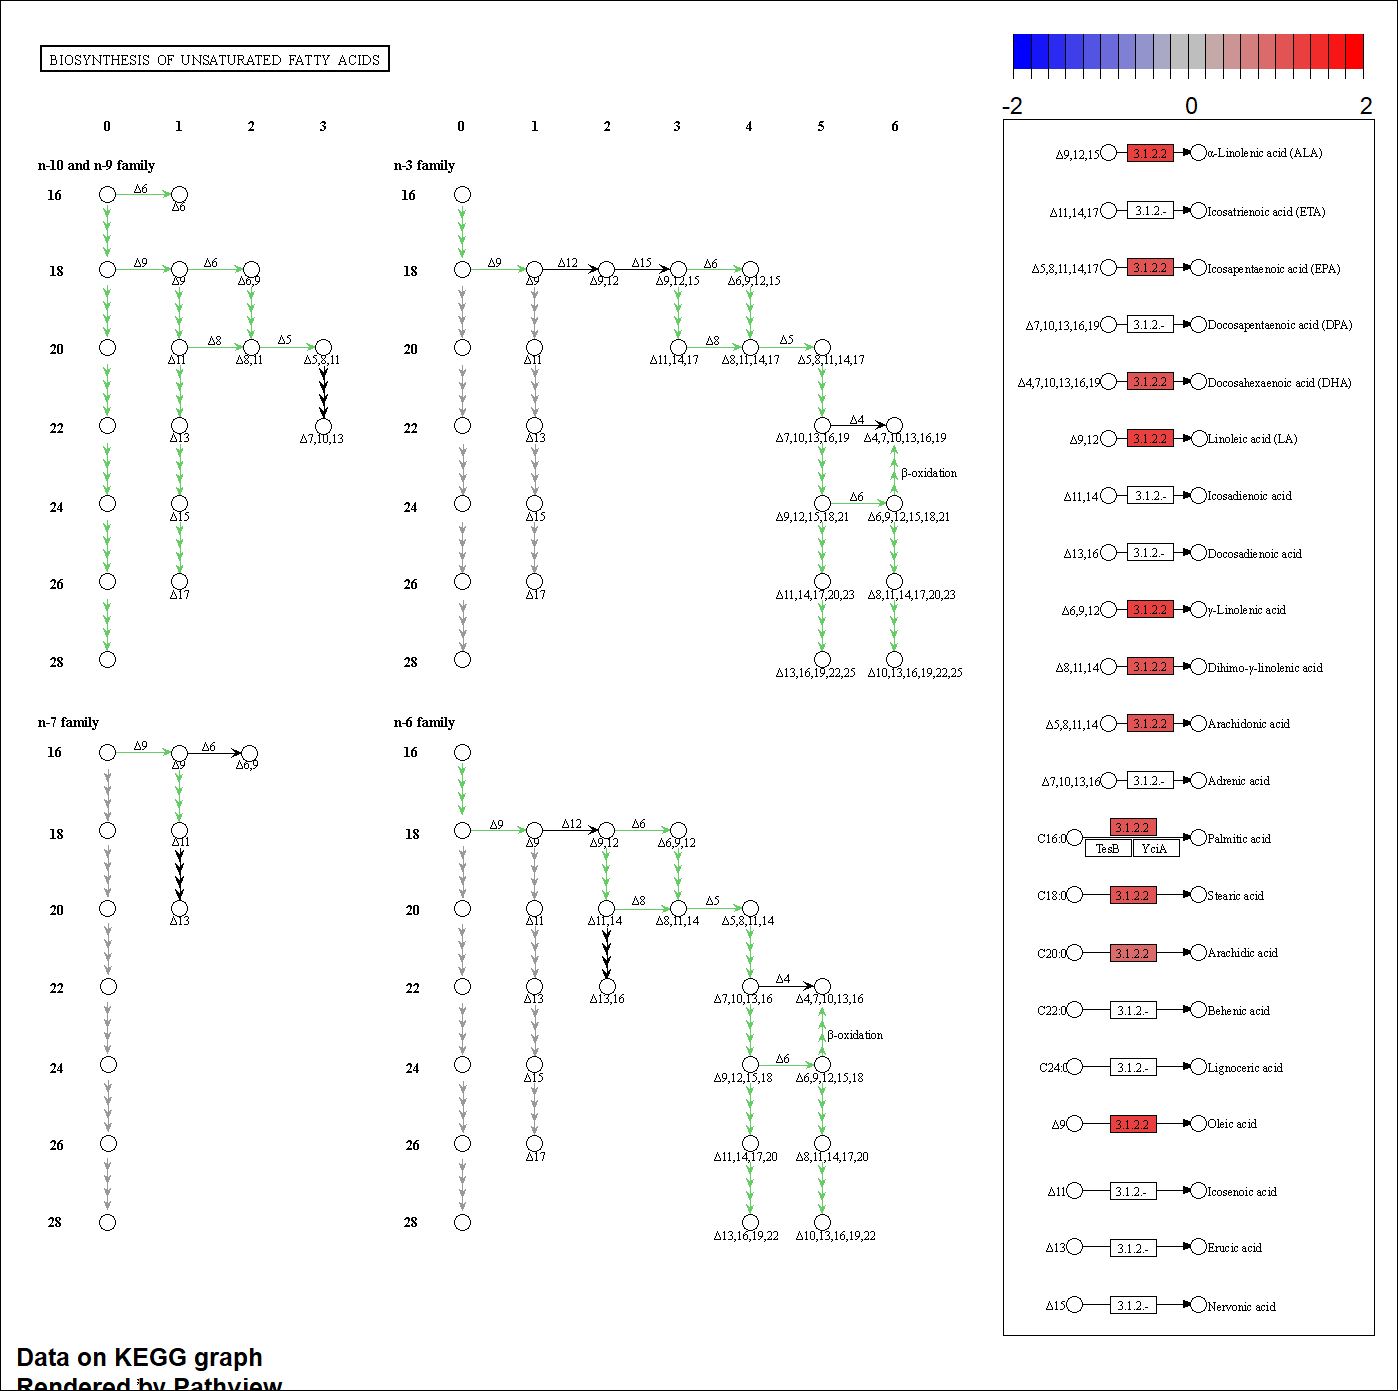 BIOSYNTHESIS OF UNSATURATED FATTY ACIDS
-2 0 2
0 1 2 3
0 1 2 3 4 5 6
n-10 and n-9 family
16
Δ6
Δ6
18
Δ9 Δ6
Δ9 Δ6,9
20
Δ8 Δ5
Δ11 Δ8,11 Δ5,8,11
22
Δ13 Δ7,10,13
24
Δ15
26
Δ17
28
n-3 family
16
18
Δ9 Δ12 Δ15 Δ6
Δ9 Δ9,12 Δ9,12,15 Δ6,9,12,15
20
Δ8 Δ5
Δ11 Δ11,14,17 Δ8,11,14,17 Δ5,8,11,14,17
22
Δ4
Δ13 Δ7,10,13,16,19 Δ4,7,10,13,16,19
β-oxidation
24
Δ6
Δ15 Δ9,12,15,18,21 Δ6,9,12,15,18,21
26
Δ17 Δ11,14,17,20,23 Δ8,11,14,17,20,23
28
Δ13,16,19,22,25 Δ10,13,16,19,22,25
n-7 family
16
Δ9 Δ6
Δ9 Δ6,9
18
Δ11
20
Δ13
22
24
26
28
n-6 family
16
18
Δ9 Δ12 Δ6
Δ9 Δ9,12 Δ6,9,12
20
Δ8 Δ5
Δ11 Δ11,14 Δ8,11,14 Δ5,8,11,14
22
Δ4
Δ13 Δ13,16 Δ7,10,13,16 Δ4,7,10,13,16
β-oxidation
24
Δ6
Δ15 Δ9,12,15,18 Δ6,9,12,15,18
26
Δ17 Δ11,14,17,20 Δ8,11,14,17,20
28
Δ13,16,19,22 Δ10,13,16,19,22
Δ9,12,15 3.1.2.2 α-Linolenic acid (ALA)
Δ11,14,17 3.1.2.- Icosatrienoic acid (ETA)
Δ5,8,11,14,17 3.1.2.2 Icosapentaenoic acid (EPA)
Δ7,10,13,16,19 3.1.2.- Docosapentaenoic acid (DPA)
Δ4,7,10,13,16,19 3.1.2.2 Docosahexaenoic acid (DHA)
Δ9,12 3.1.2.2 Linoleic acid (LA)
Δ11,14 3.1.2.- Icosadienoic acid
Δ13,16 3.1.2.- Docosadienoic acid
Δ6,9,12 3.1.2.2 γ-Linolenic acid
Δ8,11,14 3.1.2.2 Dihimo-γ-linolenic acid
Δ5,8,11,14 3.1.2.2 Arachidonic acid
Δ7,10,13,16 3.1.2.- Adrenic acid
3.1.2.2
C16:0 Palmitic acid
TesB YciA
C18:0 3.1.2.2 Stearic acid
C20:0 3.1.2.2 Arachidic acid
C22:0 3.1.2.- Behenic acid
C24:0 3.1.2.- Lignoceric acid
Δ9 3.1.2.2 Oleic acid
Δ11 3.1.2.- Icosenoic acid
Δ13 3.1.2.- Erucic acid
Δ15 3.1.2.- Nervonic acid
Data on KEGG graph
Rendered by Pathview